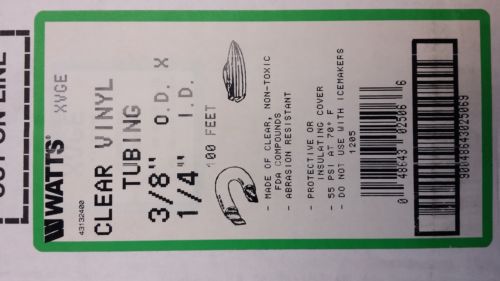 CUT ON LINE
WATTS®
XVGE
43132400
CLEAR VINYL
TUBING
3/8" O.D. X
1/4" I.D.
100 FEET
- MADE OF CLEAR, NON-TOXIC
FDA COMPOUNDS
- ABRASION RESISTANT
- PROTECTIVE OR
INSULATING COVER
- 55 PSI AT 70° F
- DO NOT USE WITH ICEMAKERS
1205
0 48643 02506 6
90048643025069